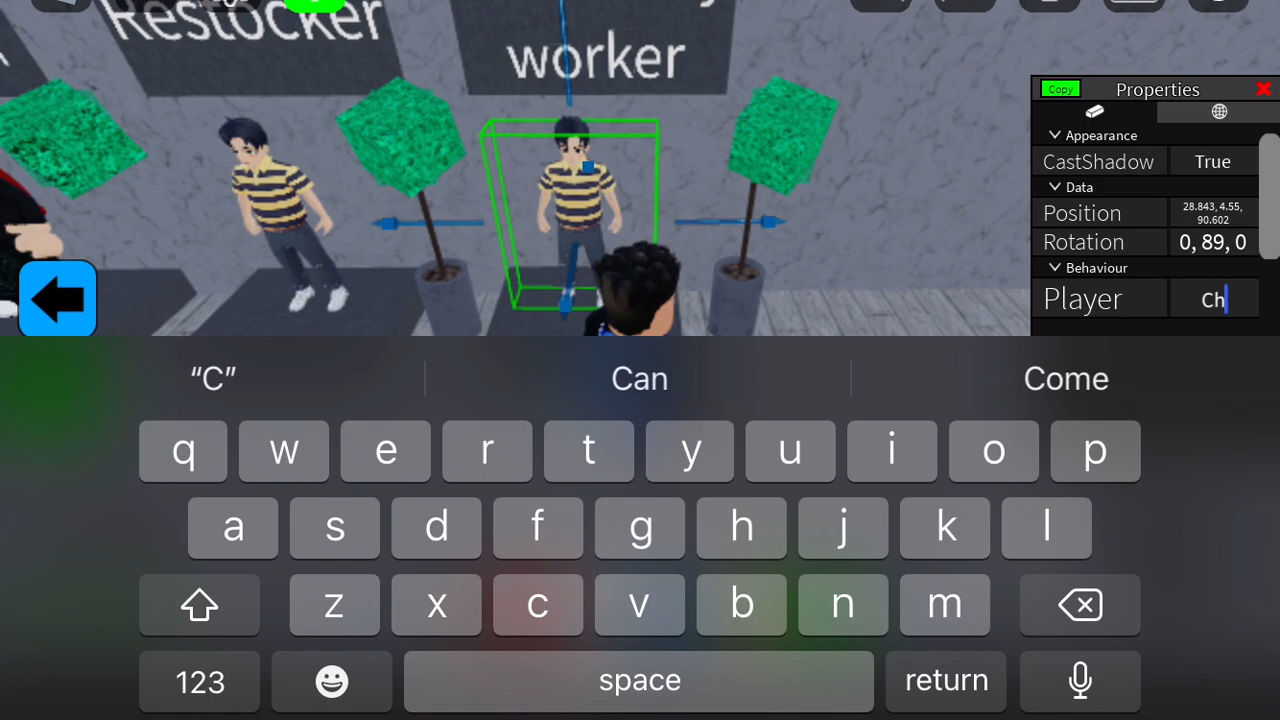 Restocker
worker
Copy
Properties
Appearance
CastShadow True
Data
Position 28.843, 4.55,
90.602
Rotation 0, 89, 0
Behaviour
Player Ch
“C” Can Come
q w e r t y u i o p
a s d f g h j k l
z x c v b n m
123 space return